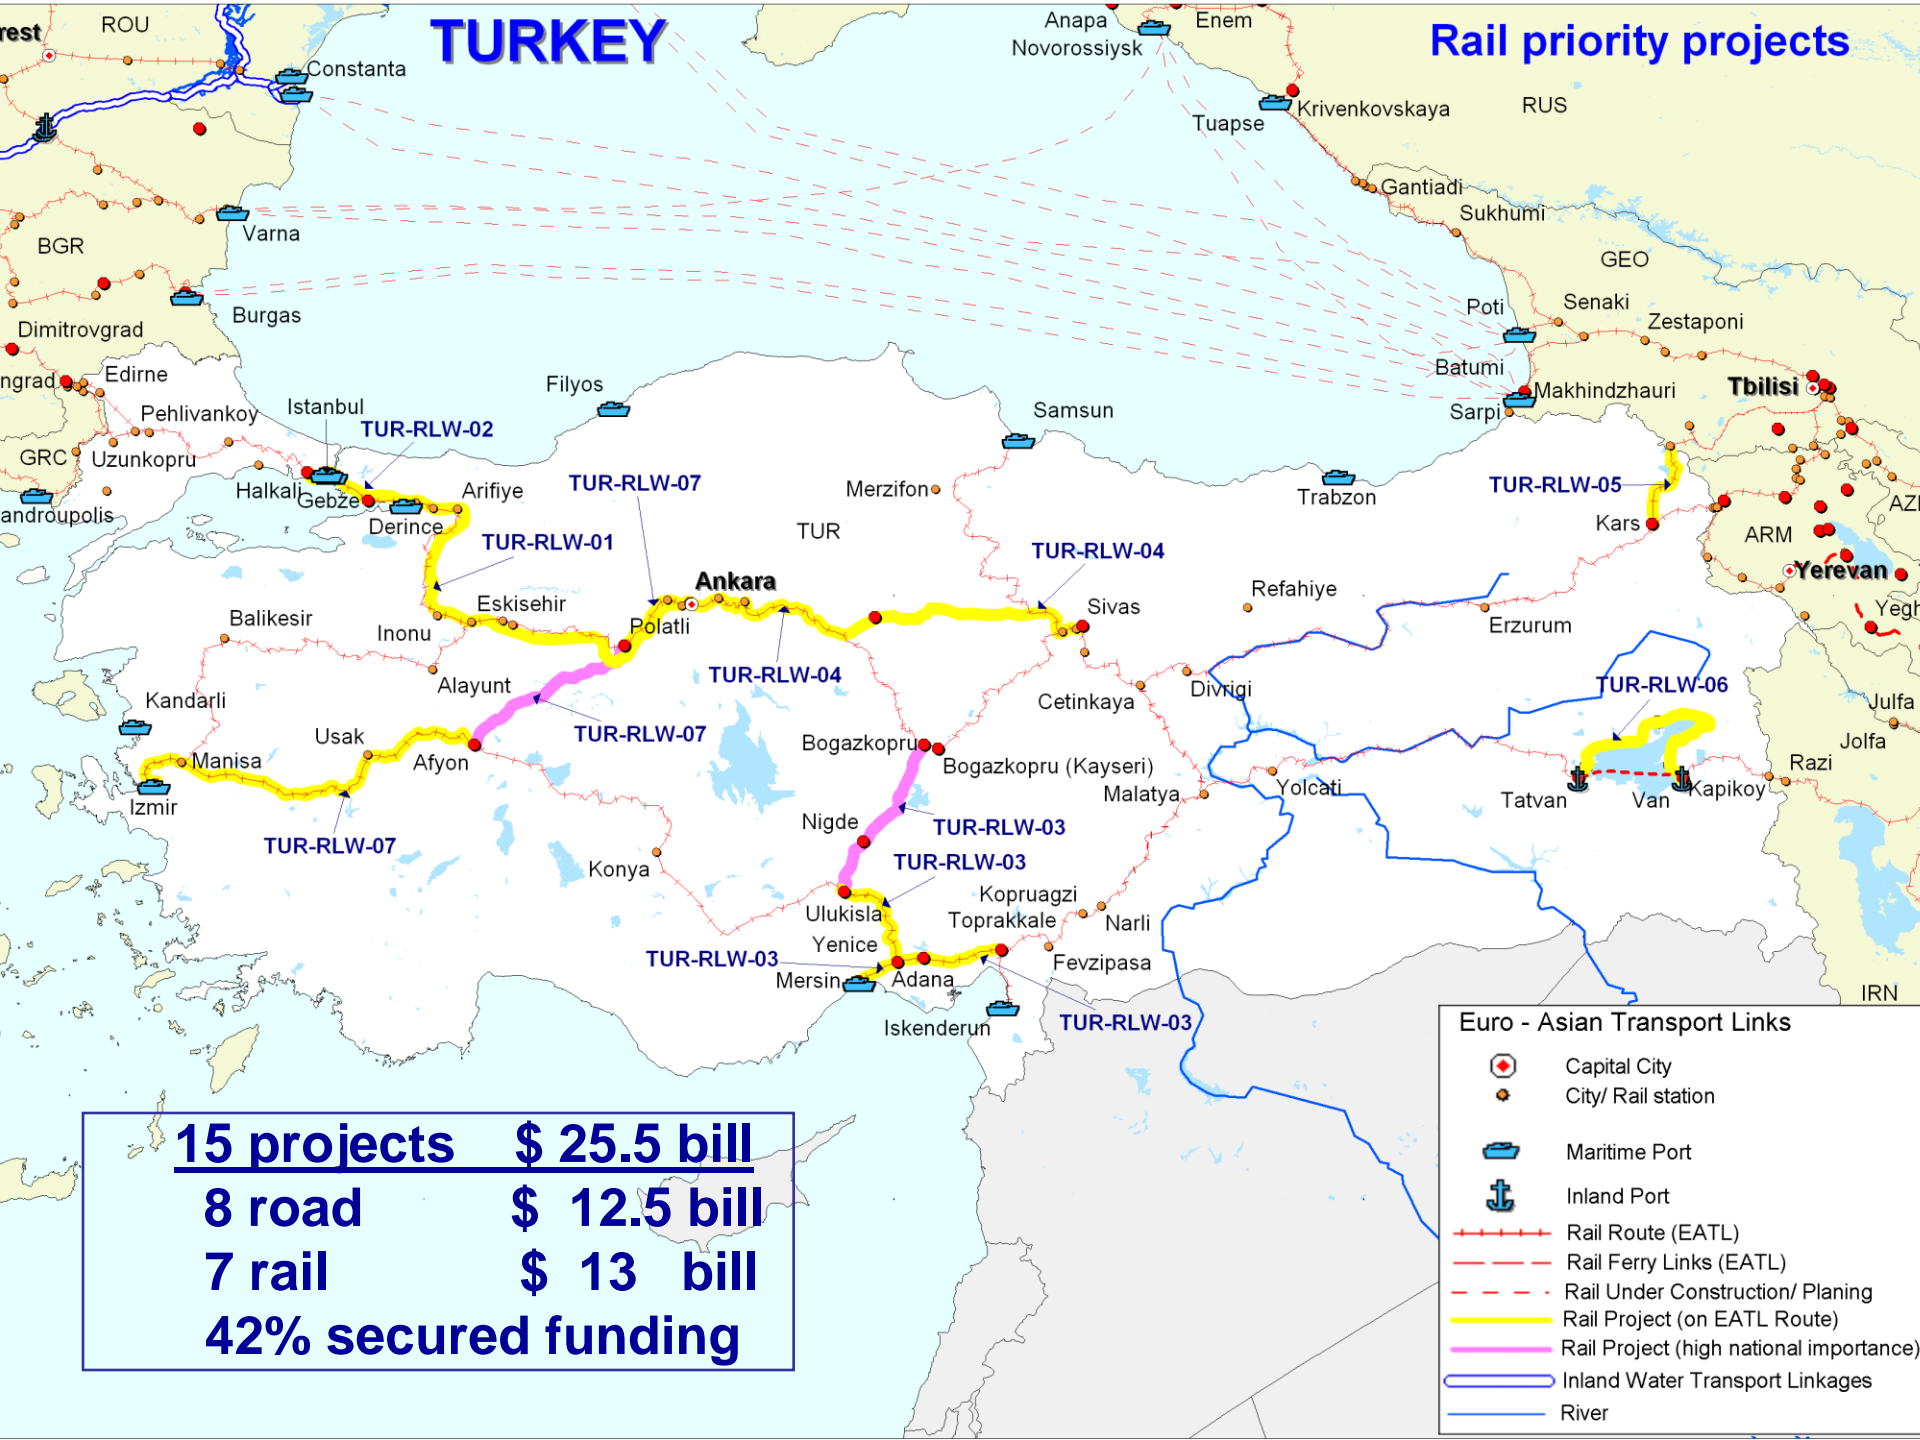 TURKEY
Rail priority projects
rest
ROU
Constanta
Anapa
Novorossiysk
Enem
Krivenkovskaya
Tuapse
RUS
Gantiadi
Sukhumi
Varna
BGR
GEO
Burgas
Poti
Senaki
Zestaponi
Dimitrovgrad
Batumi
Makhindzhauri
Tbilisi
Sarpi
ngrad
Edirne
Filyos
Pehlivankoy
Istanbul
TUR-RLW-02
Samsun
GRC
Uzunkopru
Halkali
Gebze
Arifiye
TUR-RLW-07
Merzifon
Trabzon
TUR-RLW-05
androupolis
Derince
TUR
Kars
AZ
TUR-RLW-01
TUR-RLW-04
ARM
Ankara
Yerevan
Eskisehir
Refahiye
Balikesir
Inonu
Polatli
Sivas
Erzurum
Yegh
Alayunt
TUR-RLW-04
TUR-RLW-06
Kandarli
Cetinkaya
Divrigi
Julfa
Usak
TUR-RLW-07
Bogazkopru
Jolfa
Manisa
Afyon
Bogazkopru (Kayseri)
Razi
Izmir
Malatya
Yolcati
Tatvan
Van
Kapikoy
Nigde
TUR-RLW-03
TUR-RLW-07
TUR-RLW-03
Konya
Kopruagzi
Ulukisla
Toprakkale
Narli
Yenice
TUR-RLW-03
Fevzipasa
Mersin
Adana
IRN
Iskenderun
TUR-RLW-03
15 projects $ 25.5 bill
8 road $ 12.5 bill
7 rail $ 13 bill
42% secured funding
Euro - Asian Transport Links
Capital City
City/ Rail station
Maritime Port
Inland Port
Rail Route (EATL)
Rail Ferry Links (EATL)
Rail Under Construction/ Planing
Rail Project (on EATL Route)
Rail Project (high national importance)
Inland Water Transport Linkages
River